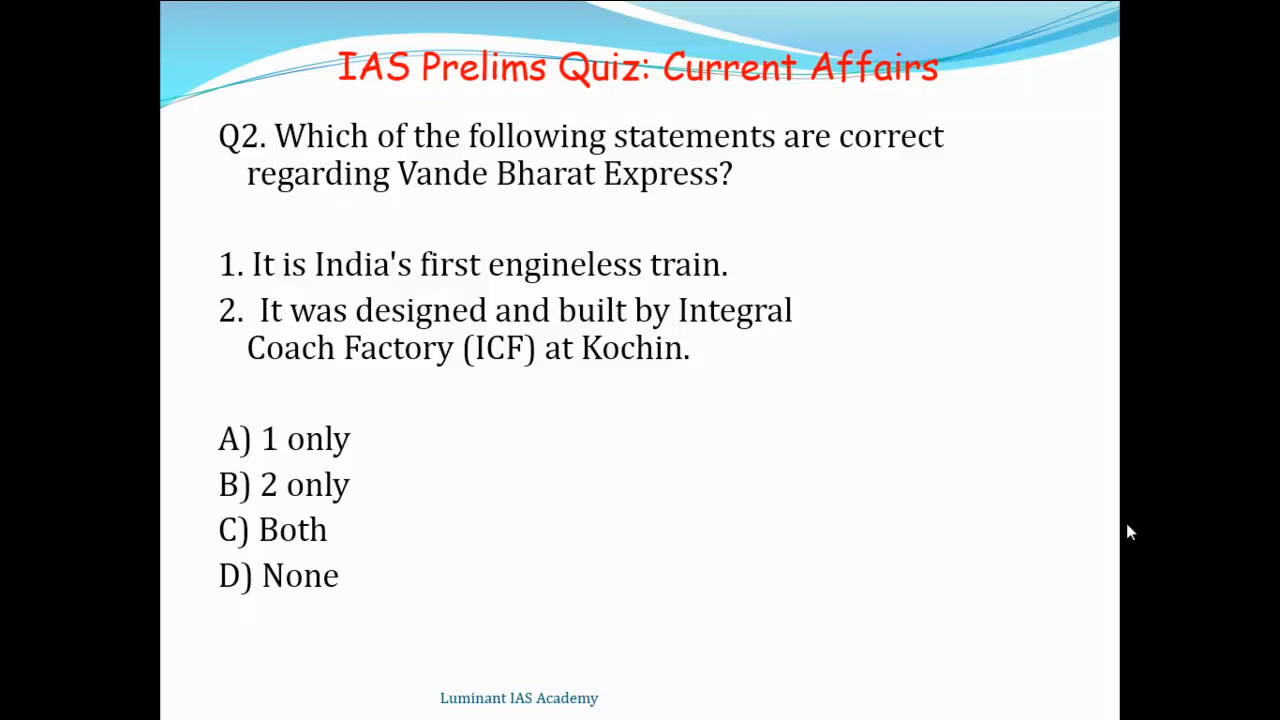 IAS Prelims Quiz: Current Affairs
Q2. Which of the following statements are correct
regarding Vande Bharat Express?
1. It is India's first engineless train.
2. It was designed and built by Integral
Coach Factory (ICF) at Kochin.
A) 1 only
B) 2 only
C) Both
D) None
Luminant IAS Academy